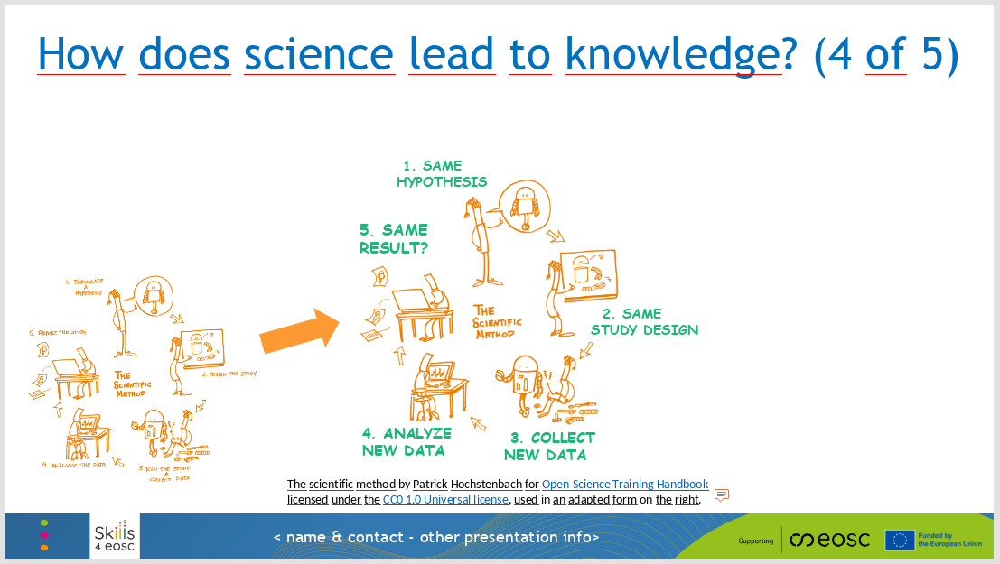 How does science lead to knowledge? (4 of 5)
1. FORMULATE
A
HYPOTHESIS
5. REPORT THE STUDY
THE
SCIENTIFIC
METHOD
2. DESIGN THE STUDY
4. ANALYSE THE DATA
3. RUN THE STUDY
&
COLLECT DATA
1. SAME
HYPOTHESIS
5. SAME
RESULT?
THE
SCIENTIFIC
METHOD
2. SAME
STUDY DESIGN
4. ANALYZE
NEW DATA
3. COLLECT
NEW DATA
The scientific method by Patrick Hochstenbach for Open Science Training Handbook
licensed under the CC0 1.0 Universal license, used in an adapted form on the right.
Skills
4 eosc
< name & contact - other presentation info>
Supporting
eosc
Funded by
the European Union